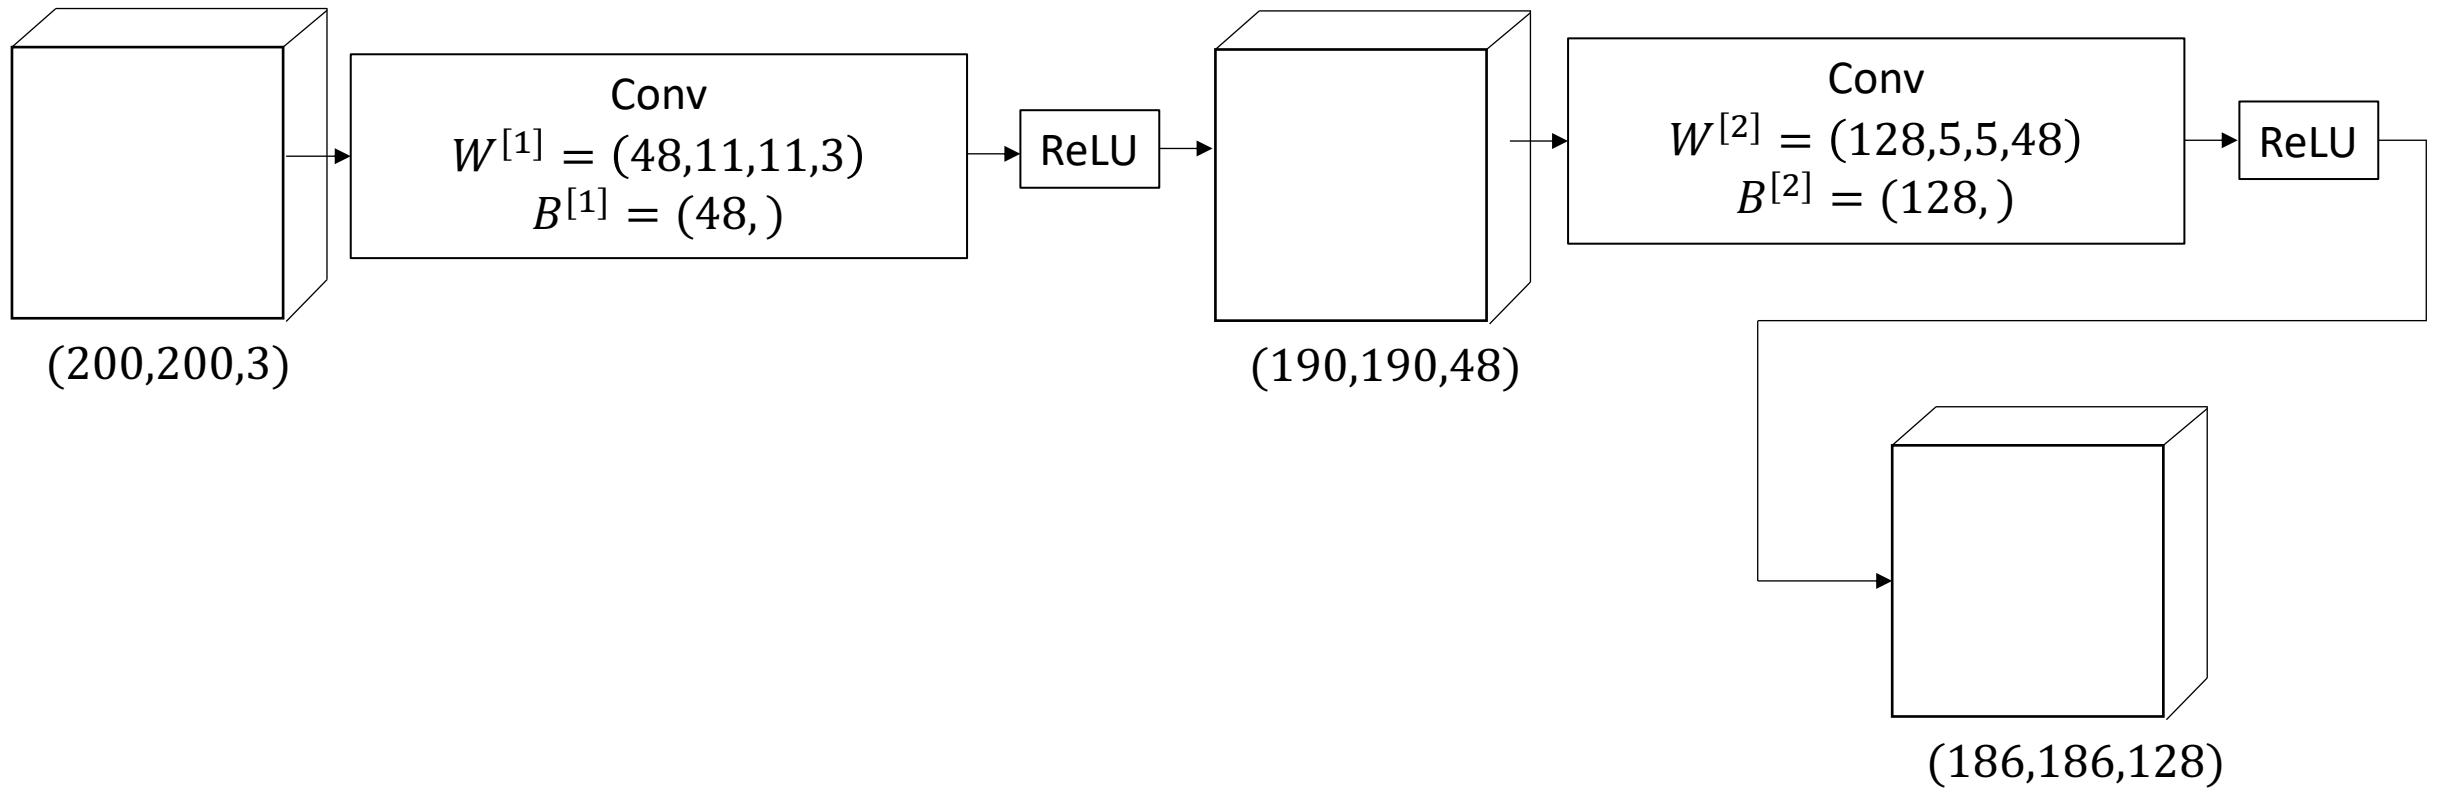 Conv
W^[1] = (48,11,11,3)
B^[1] = (48, )
ReLU
Conv
W^[2] = (128,5,5,48)
B^[2] = (128, )
ReLU
(200,200,3)
(190,190,48)
(186,186,128)